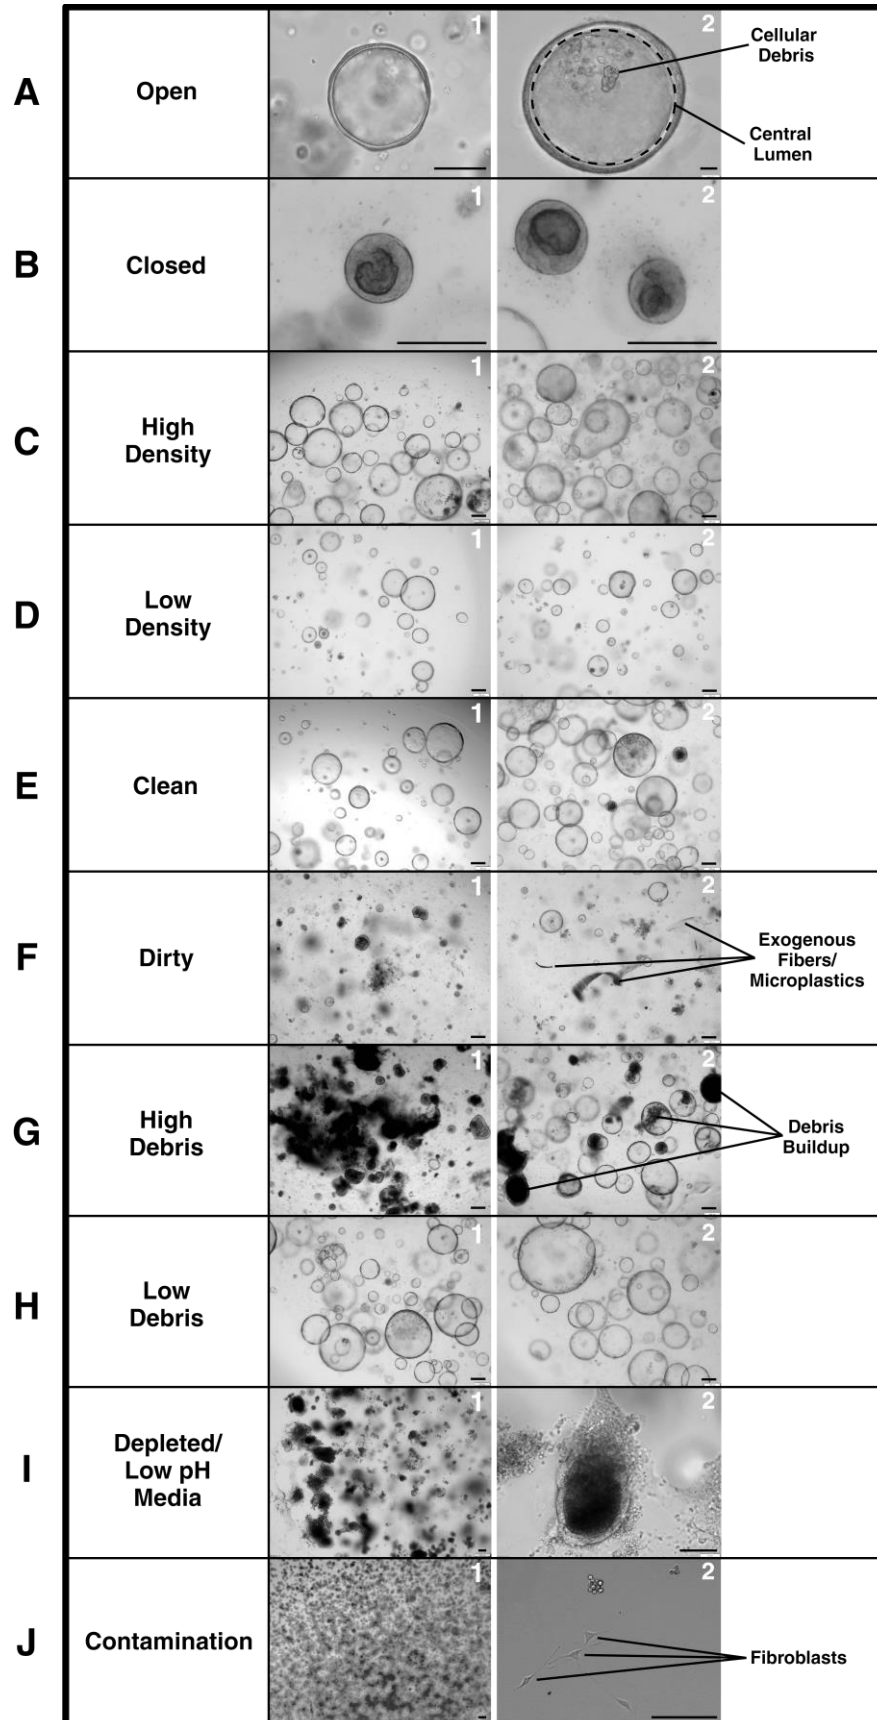 A
Open
1
2
Cellular
Debris
Central
Lumen
B
Closed
1
2
C
High
Density
1
2
D
Low
Density
1
2
E
Clean
1
2
F
Dirty
1
2
Exogenous
Fibers/
Microplastics
G
High
Debris
1
2
Debris
Buildup
H
Low
Debris
1
2
I
Depleted/
Low pH
Media
1
2
J
Contamination
1
2
Fibroblasts